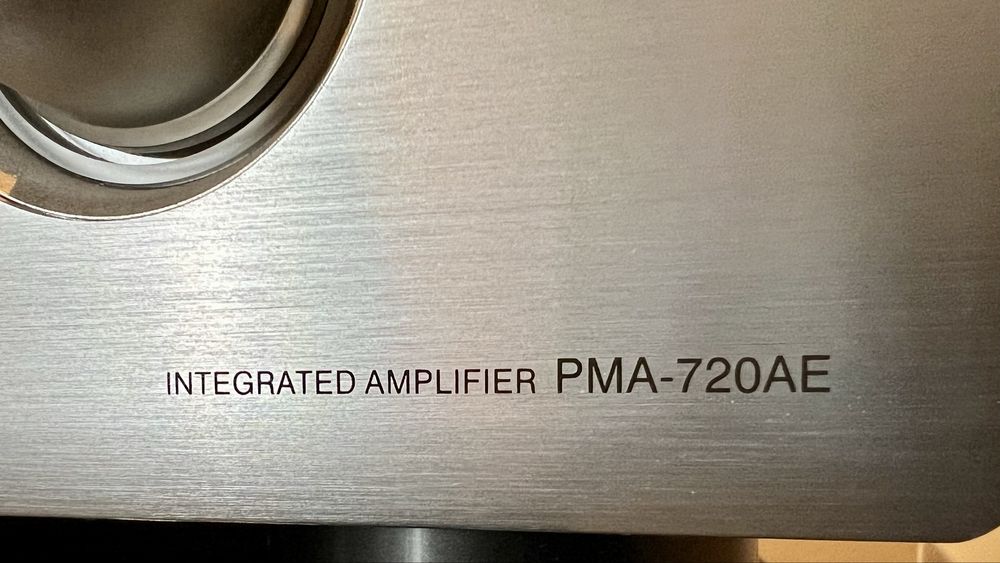 INTEGRATED AMPLIFIER PMA-720AE